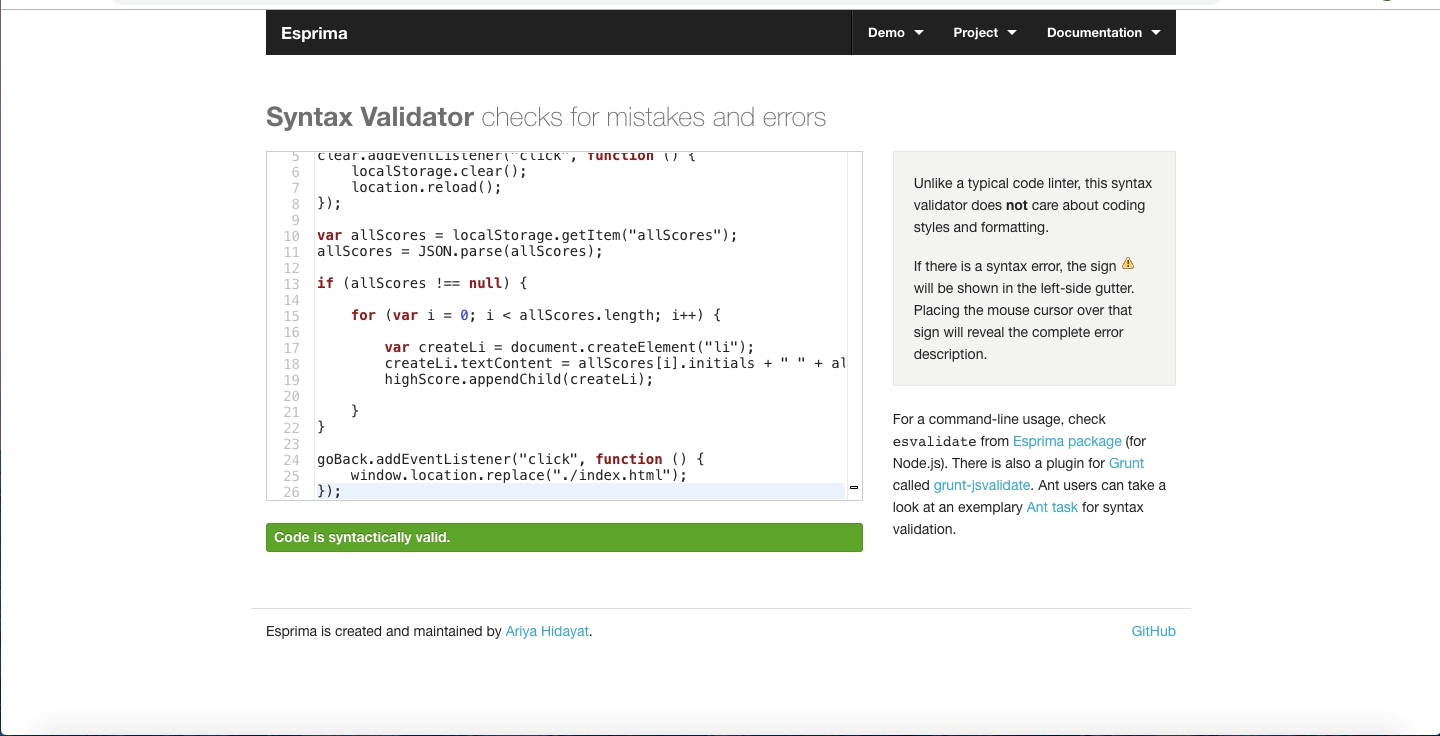 Esprima
Demo
Project
Documentation
Syntax Validator checks for mistakes and errors
5 clear.addEventListener("click", function () {
6     localStorage.clear();
7     location.reload();
8 });
9
10 var allScores = localStorage.getItem("allScores");
11 allScores = JSON.parse(allScores);
12
13 if (allScores !== null) {
14
15     for (var i = 0; i < allScores.length; i++) {
16
17         var createLi = document.createElement("li");
18         createLi.textContent = allScores[i].initials + " " + al
19         highScore.appendChild(createLi);
20
21     }
22 }
23
24 goBack.addEventListener("click", function () {
25     window.location.replace("./index.html");
26 });
Code is syntactically valid.
Unlike a typical code linter, this syntax
validator does not care about coding
styles and formatting.
If there is a syntax error, the sign
will be shown in the left-side gutter.
Placing the mouse cursor over that
sign will reveal the complete error
description.
For a command-line usage, check
esvalidate from Esprima package (for
Node.js). There is also a plugin for Grunt
called grunt-jsvalidate. Ant users can take a
look at an exemplary Ant task for syntax
validation.
Esprima is created and maintained by Ariya Hidayat.
GitHub